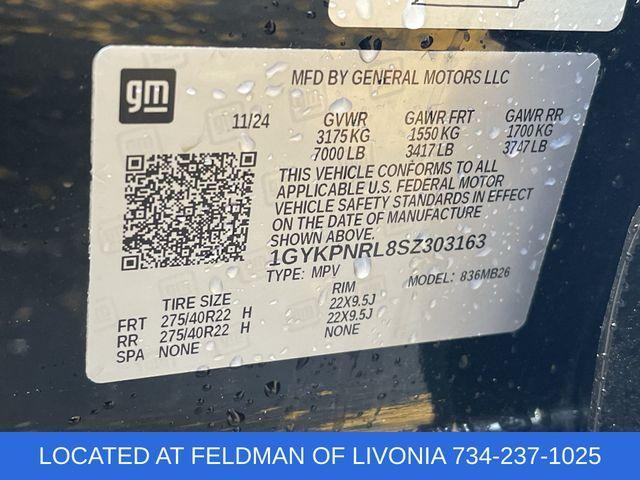 gm
MFD BY GENERAL MOTORS LLC
11/24 GVWR GAWR FRT GAWR RR
3175 KG 1550 KG 1700 KG
7000 LB 3417 LB 3747 LB
THIS VEHICLE CONFORMS TO ALL
APPLICABLE U.S. FEDERAL MOTOR
VEHICLE SAFETY STANDARDS IN EFFECT
ON THE DATE OF MANUFACTURE
SHOWN ABOVE.
1GYKPNRL8SZ303163
TYPE: MPV MODEL: 836MB26
TIRE SIZE RIM
FRT 275/40R22 H 22X9.5J
RR 275/40R22 H 22X9.5J
SPA NONE NONE
LOCATED AT FELDMAN OF LIVONIA 734-237-1025